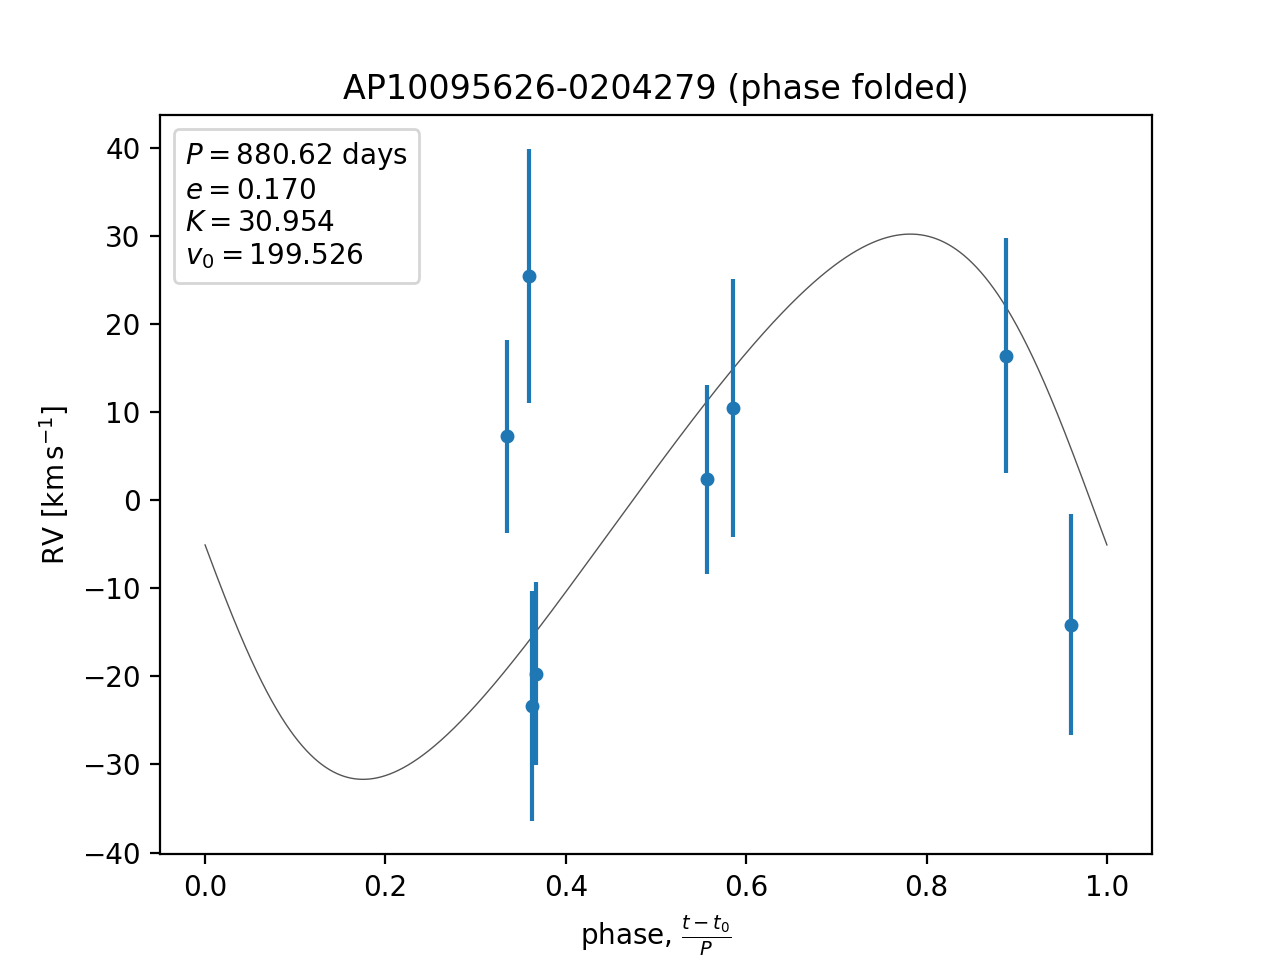 AP10095626-0204279 (phase folded)
P = 880.62 days
e = 0.170
K = 30.954
v₀ = 199.526
40
30
20
10
0
−10
−20
−30
−40
RV [km s⁻¹]
0.0 0.2 0.4 0.6 0.8 1.0
phase, (t − t₀)/P